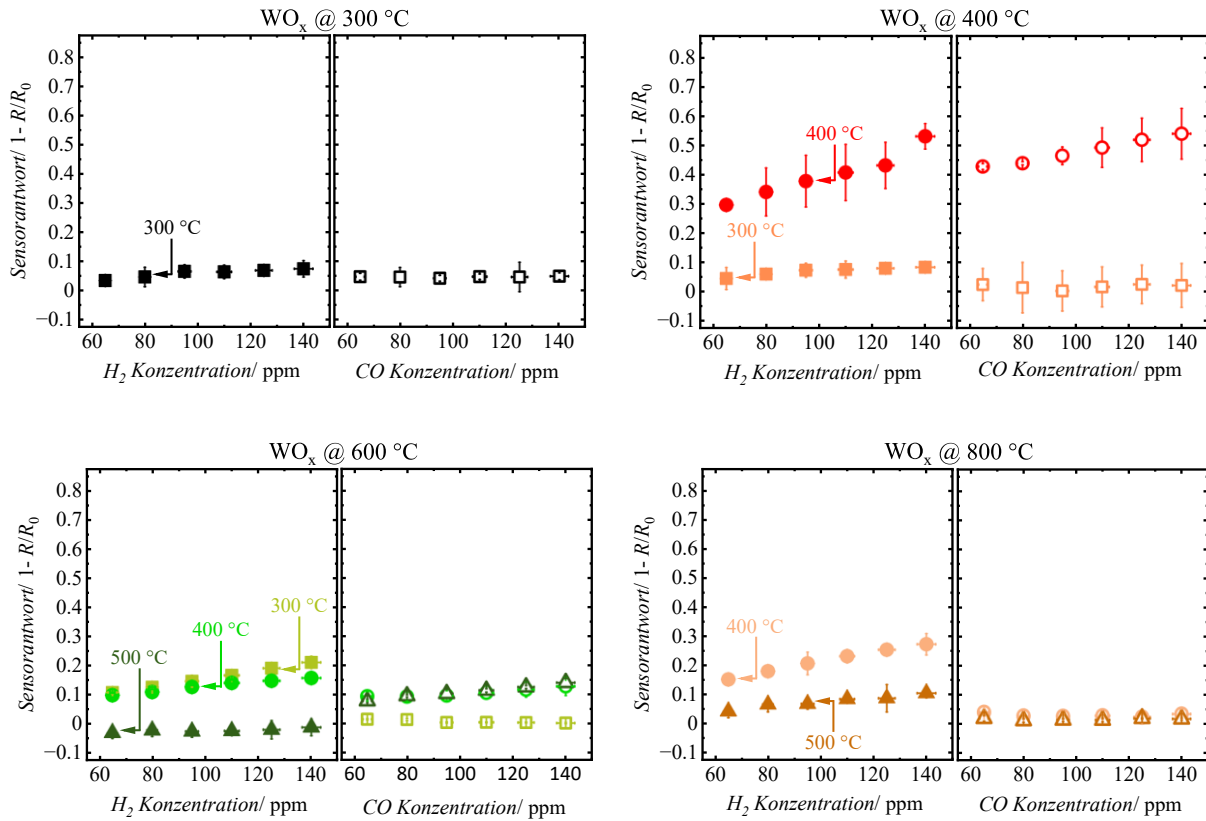 WOx @ 300 °C
Sensorantwort/ 1- R/R0
0.8
0.7
0.6
0.5
0.4
0.3
0.2
0.1
0
−0.1
300 °C
60 80 100 120 140
60 80 100 120 140
H2 Konzentration/ ppm
CO Konzentration/ ppm
WOx @ 400 °C
Sensorantwort/ 1- R/R0
0.8
0.7
0.6
0.5
0.4
0.3
0.2
0.1
0
−0.1
400 °C
300 °C
60 80 100 120 140
60 80 100 120 140
H2 Konzentration/ ppm
CO Konzentration/ ppm
WOx @ 600 °C
Sensorantwort/ 1- R/R0
0.8
0.7
0.6
0.5
0.4
0.3
0.2
0.1
0
−0.1
300 °C
400 °C
500 °C
60 80 100 120 140
60 80 100 120 140
H2 Konzentration/ ppm
CO Konzentration/ ppm
WOx @ 800 °C
Sensorantwort/ 1- R/R0
0.8
0.7
0.6
0.5
0.4
0.3
0.2
0.1
0
−0.1
400 °C
500 °C
60 80 100 120 140
60 80 100 120 140
H2 Konzentration/ ppm
CO Konzentration/ ppm